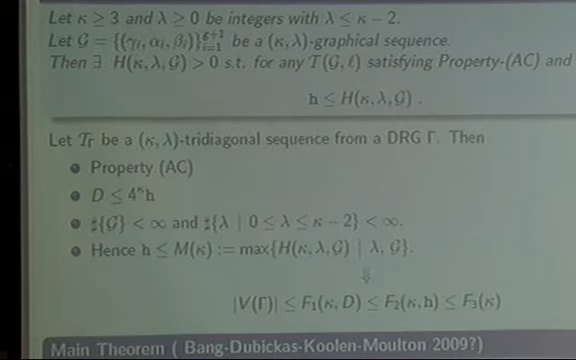 Let κ ≥ 3 and λ ≥ 0 be integers with λ ≤ κ − 2.
Let G = {(γi, αi, βi)}_{i=1}^{g+1} be a (κ, λ)-graphical sequence.
Then ∃ H(κ, λ, G) > 0 s.t. for any T(G, ℓ) satisfying Property-(AC) and
h ≤ H(κ, λ, G) .
Let T_Γ be a (κ, λ)-tridiagonal sequence from a DRG Γ. Then
Property (AC)
D ≤ 4^κ h
♯{G} < ∞ and ♯{λ | 0 ≤ λ ≤ κ − 2} < ∞.
Hence h ≤ M(κ) := max{H(κ, λ, G) | λ, G}.
⇓
|V(Γ)| ≤ F1(κ, D) ≤ F2(κ, h) ≤ F3(κ)
Main Theorem ( Bang-Dubickas-Koolen-Moulton 2009?)